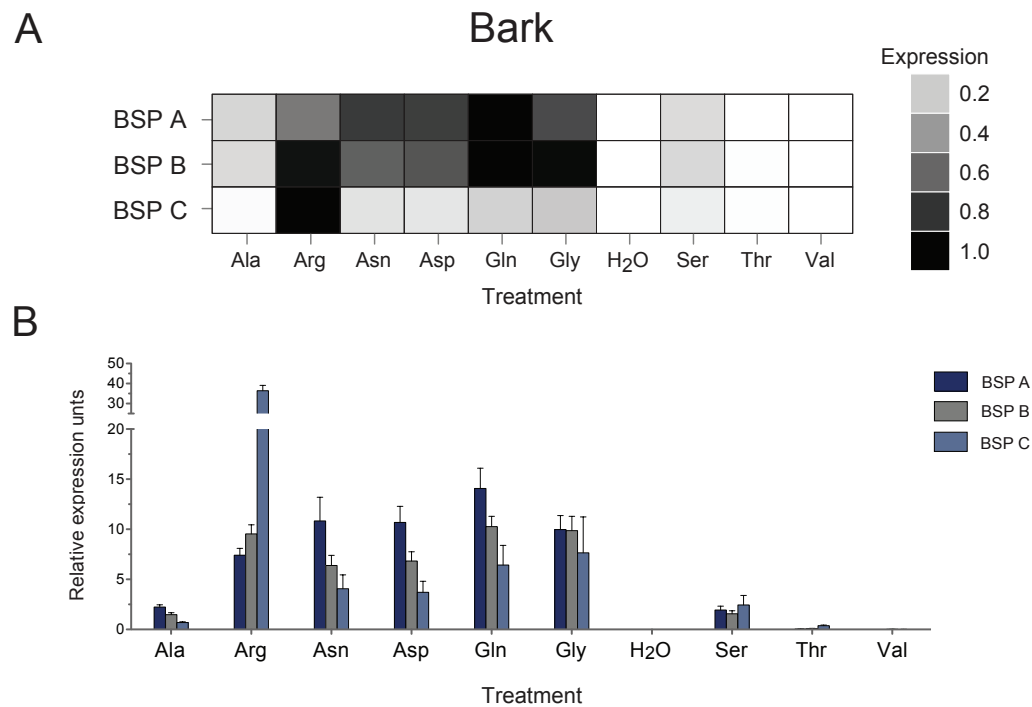 A
Bark
Expression
0.2
0.4
0.6
0.8
1.0
BSP A
BSP B
BSP C
Ala Arg Asn Asp Gln Gly H₂O Ser Thr Val
Treatment
B
Relative expression unts
50
40
30
20
15
10
5
0
BSP A
BSP B
BSP C
Ala Arg Asn Asp Gln Gly H₂O Ser Thr Val
Treatment